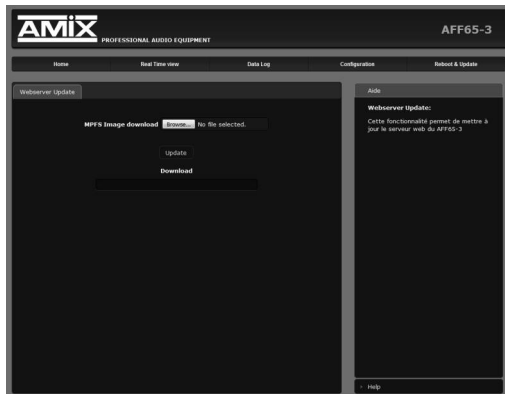 AMiX PROFESSIONAL AUDIO EQUIPMENT
AFF65-3
Home Real Time view Data Log Configuration Reboot & Update
Webserver Update
MPFS Image download Browse... No file selected.
Update
Download
Aide
Webserver Update:
Cette fonctionnalité permet de mettre à
jour le serveur web du AFF65-3
Help